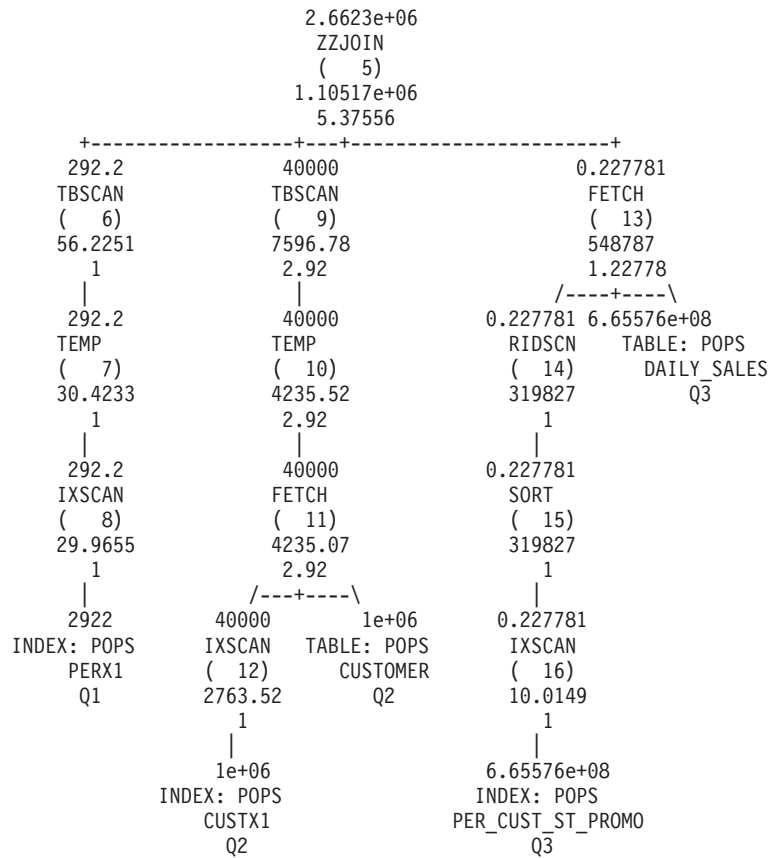 2.6623e+06
ZZJOIN
( 5)
1.10517e+06
5.37556
+------------------+---+-----------------------+
292.2 40000 0.227781
TBSCAN TBSCAN FETCH
( 6) ( 9) ( 13)
56.2251 7596.78 548787
1 2.92 1.22778
| | /----+----\
292.2 40000 0.227781 6.65576e+08
TEMP TEMP RIDSCN TABLE: POPS
( 7) ( 10) ( 14) DAILY_SALES
30.4233 4235.52 319827 Q3
1 2.92 1
| | |
292.2 40000 0.227781
IXSCAN FETCH SORT
( 8) ( 11) ( 15)
29.9655 4235.07 319827
1 2.92 1
| /---+----\ |
2922 40000 1e+06 0.227781
INDEX: POPS IXSCAN TABLE: POPS IXSCAN
PERX1 ( 12) CUSTOMER ( 16)
Q1 2763.52 Q2 10.0149
1 1
| |
1e+06 6.65576e+08
INDEX: POPS INDEX: POPS
CUSTX1 PER_CUST_ST_PROMO
Q2 Q3